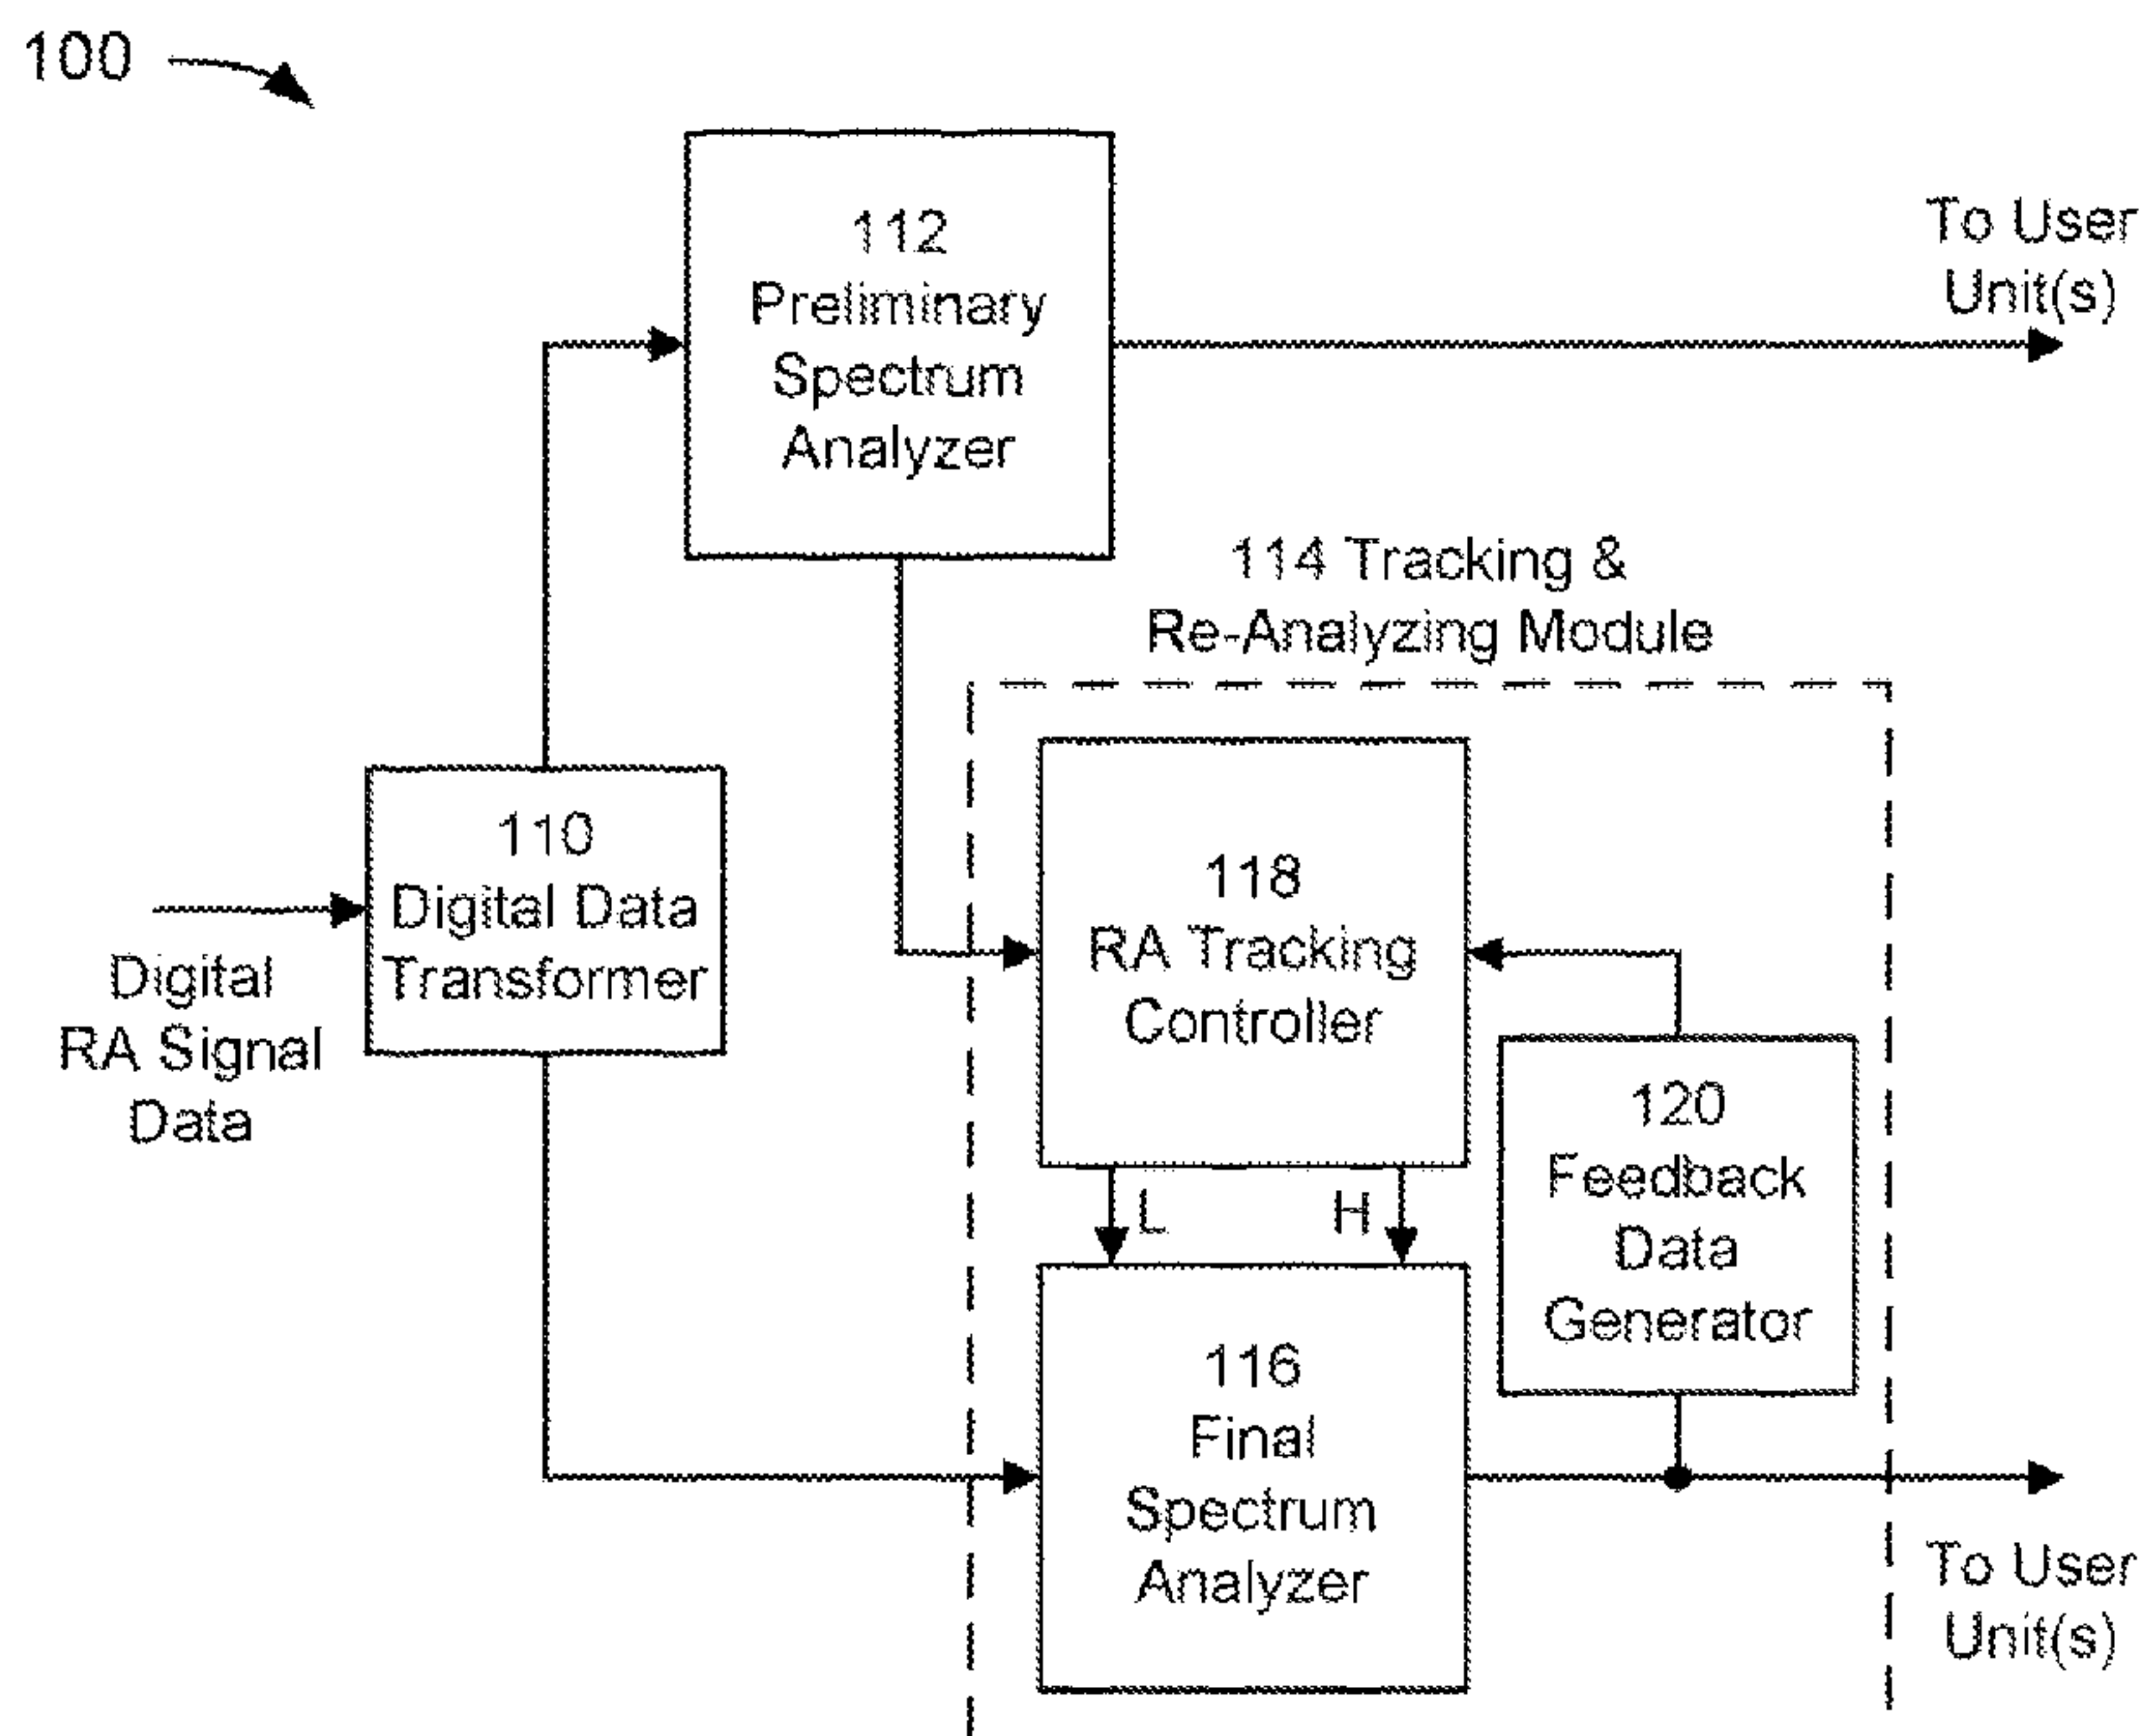 100
112
Preliminary
Spectrum
Analyzer
To User
Unit(s)
114 Tracking &
Re-Analyzing Module
110
Digital Data
Transformer
Digital
RA Signal
Data
118
RA Tracking
Controller
120
Feedback
Data
Generator
L
H
116
Final
Spectrum
Analyzer
To User
Unit(s)